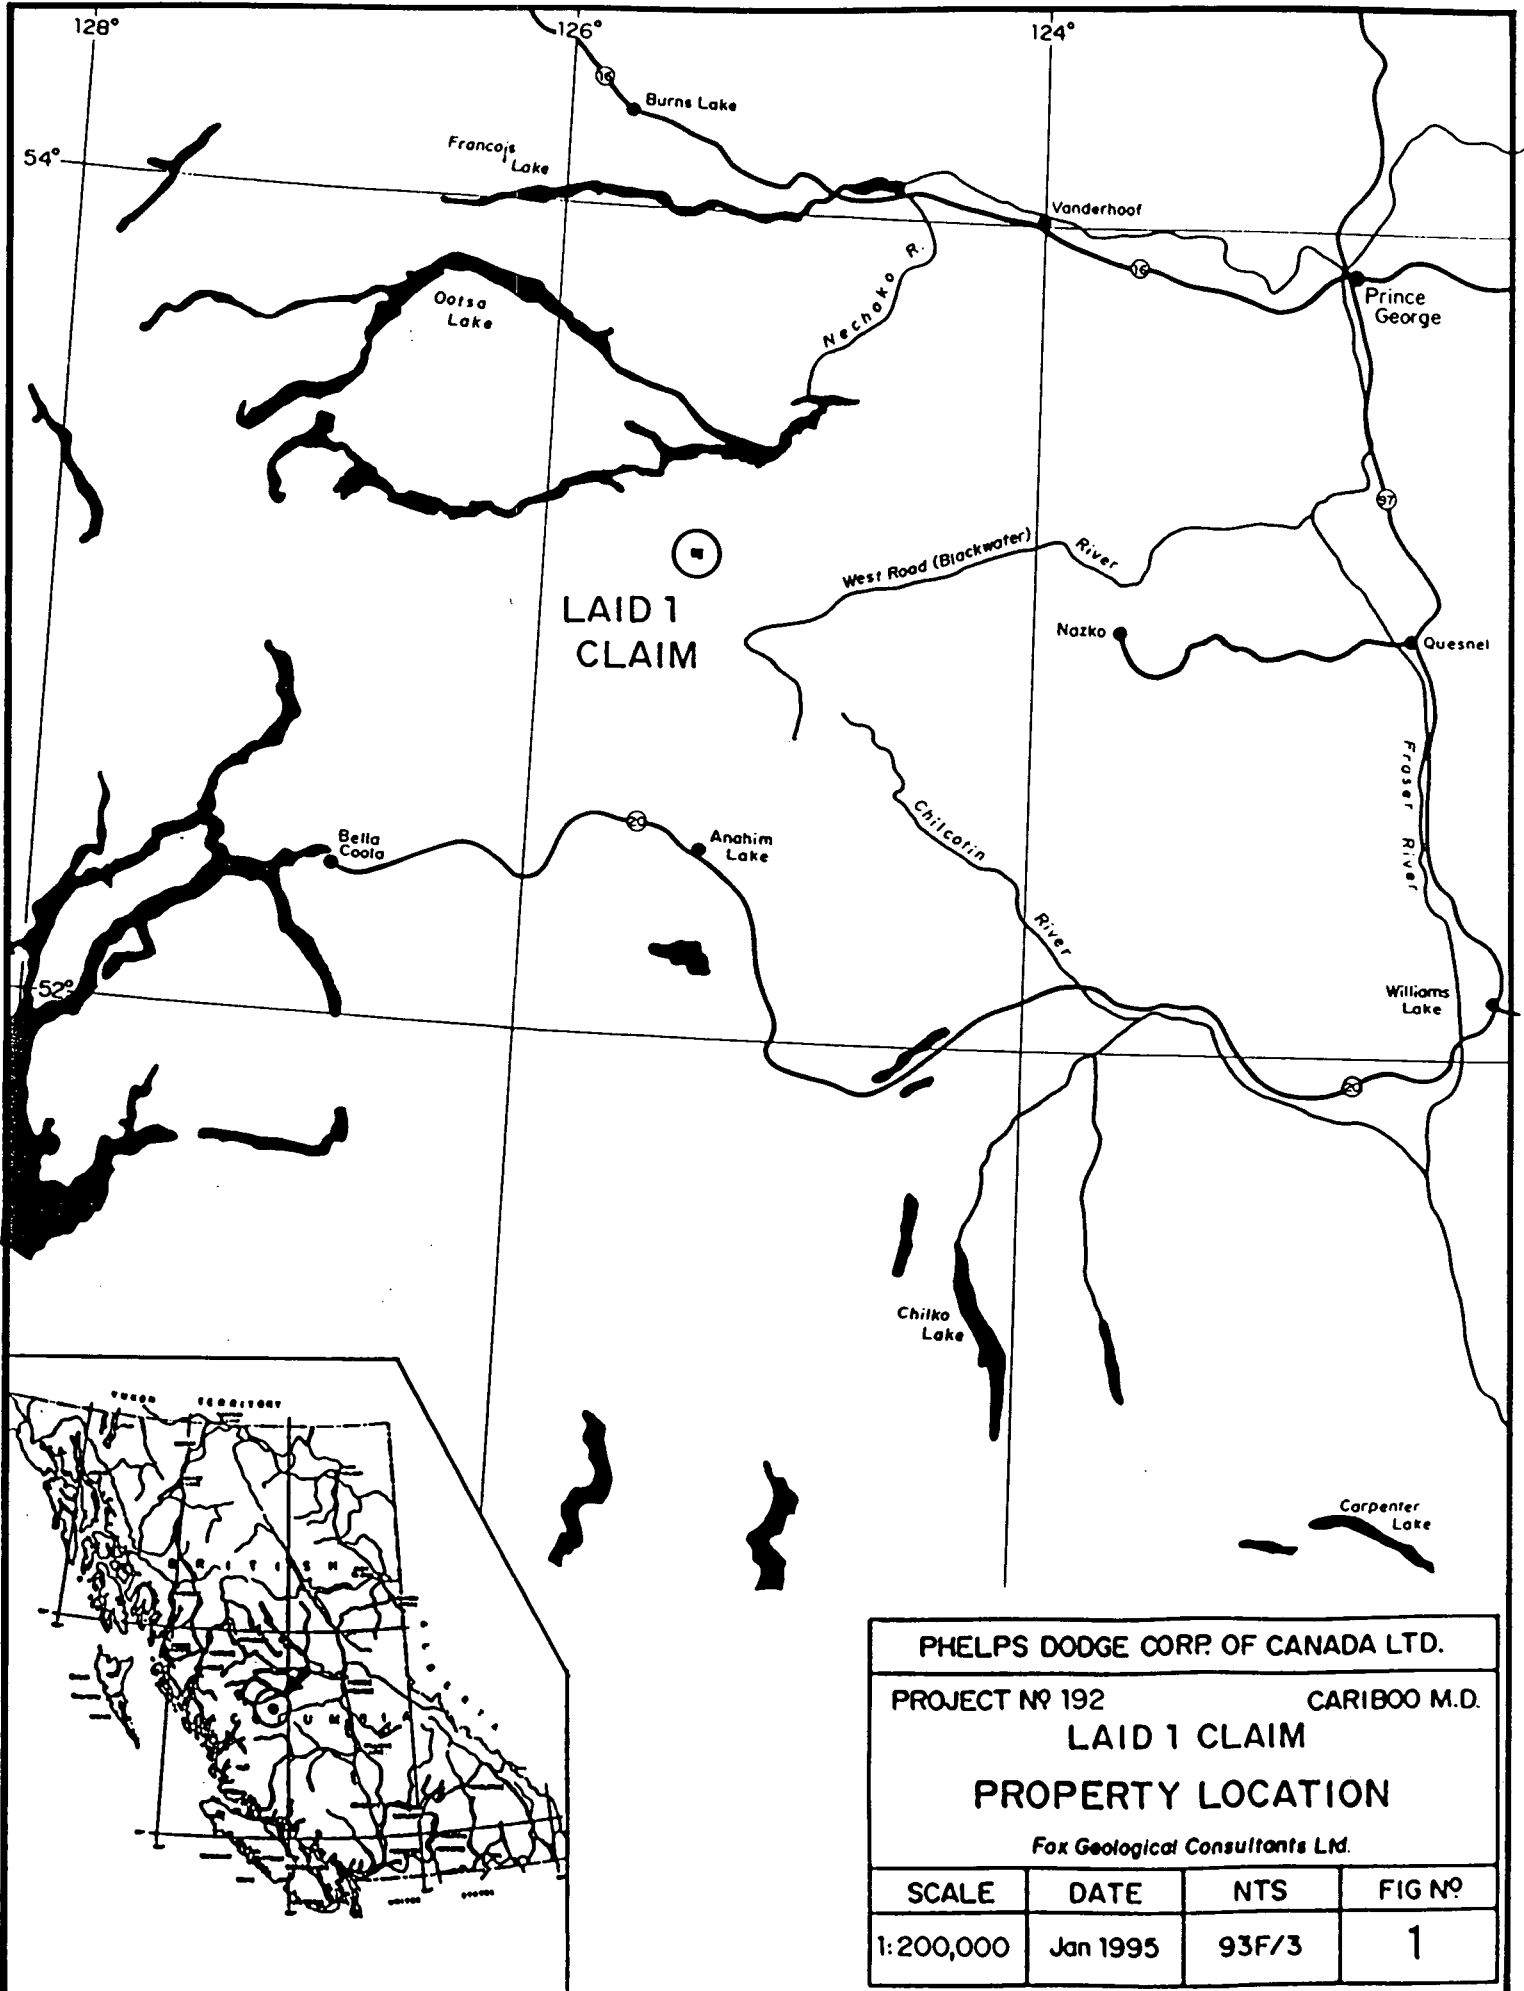 128°
126°
124°
16
Burns Lake
54°
Francois
Lake
Vanderhoof
16
Nechako R.
Ootsa
Lake
Prince
George
97
West Road (Blackwater) River
LAID 1
CLAIM
Nazko
Quesnel
Fraser River
Chilcotin River
20
Bella
Coola
Anahim
Lake
52°
Williams
Lake
20
Chilko
Lake
Carpenter
Lake
YUKON TERRITORY
BRITISH
PHELPS DODGE CORP. OF CANADA LTD.
PROJECT Nº 192 CARIBOO M.D.
LAID 1 CLAIM
PROPERTY LOCATION
Fox Geological Consultants Ltd.
SCALE DATE NTS FIG Nº
1:200,000 Jan 1995 93F/3 1